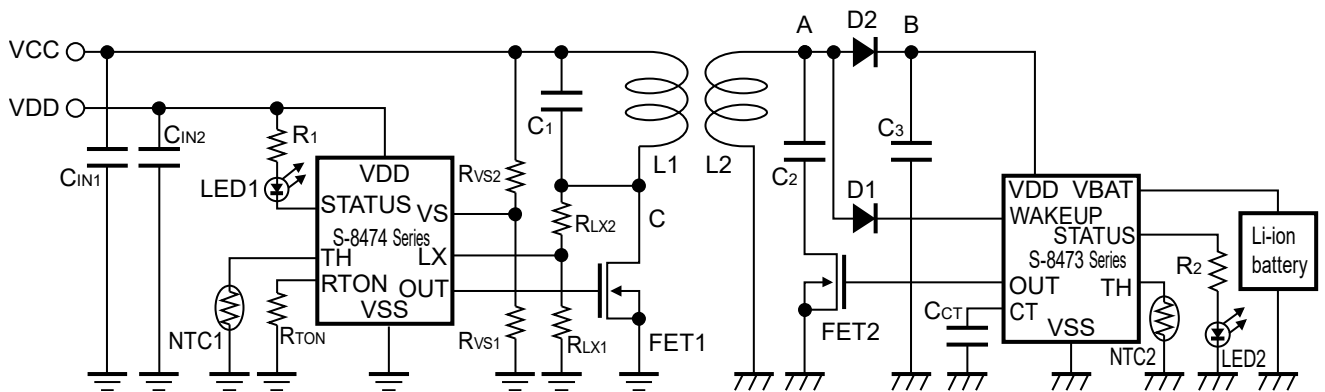 A
D2
B
VCC
VDD
CIN2
CIN1
R1
LED1
VDD
STATUS
VS
S-8474 Series
TH
LX
RTON
OUT
VSS
NTC1
RTON
RVS2
RVS1
C1
RLX2
RLX1
L1
L2
C
FET1
C2
C3
D1
FET2
CCT
VDD
VBAT
WAKEUP
STATUS
S-8473 Series
OUT
TH
CT
VSS
R2
NTC2
LED2
Li-ion
battery